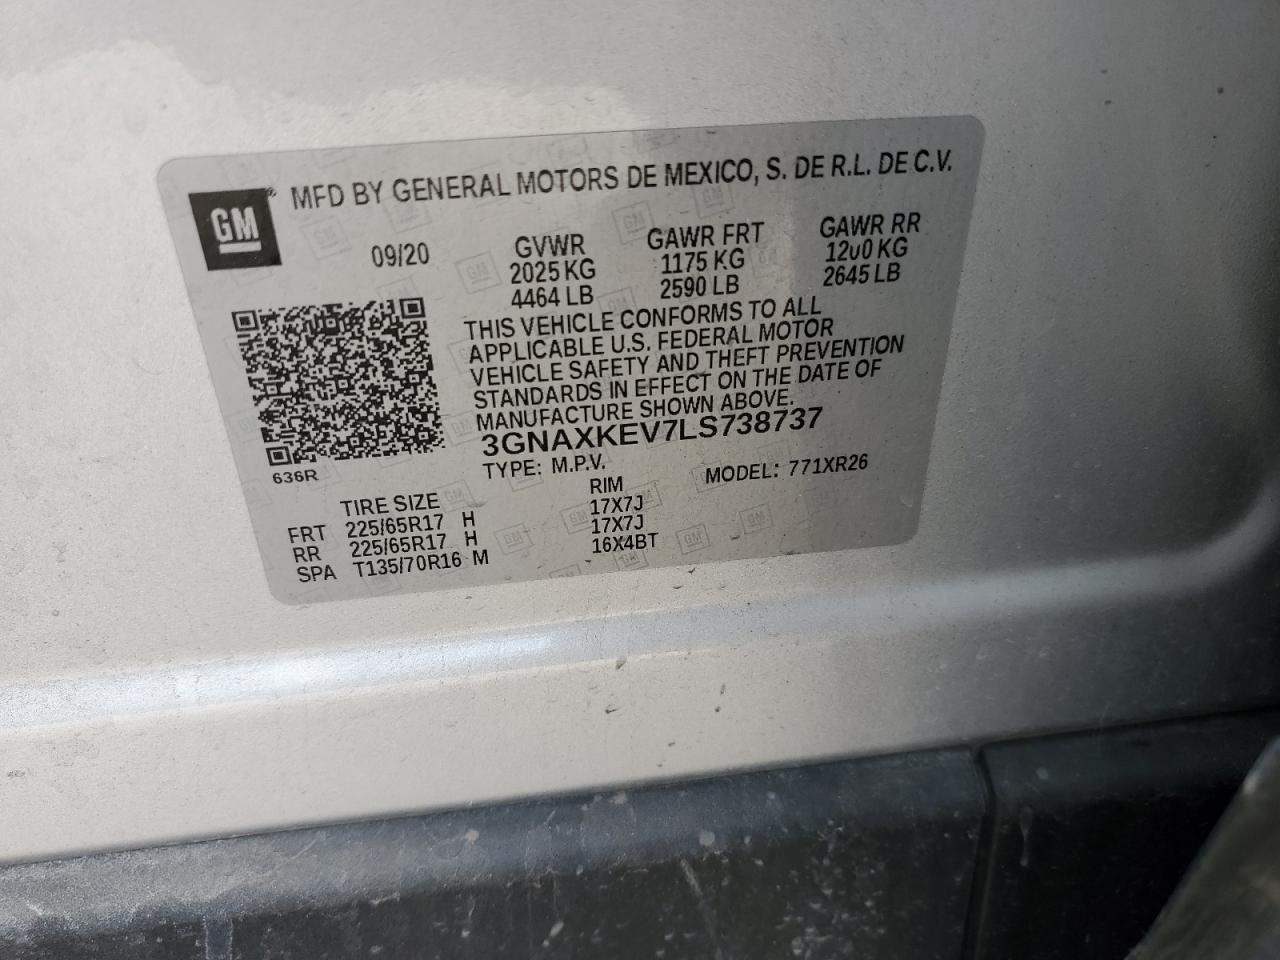 GM ® MFD BY GENERAL MOTORS DE MEXICO, S. DE R.L. DE C.V.
09/20 GVWR GAWR FRT GAWR RR
2025 KG 1175 KG 1200 KG
4464 LB 2590 LB 2645 LB
THIS VEHICLE CONFORMS TO ALL
APPLICABLE U.S. FEDERAL MOTOR
VEHICLE SAFETY AND THEFT PREVENTION
STANDARDS IN EFFECT ON THE DATE OF
MANUFACTURE SHOWN ABOVE.
3GNAXKEV7LS738737
636R TYPE: M.P.V. MODEL: 771XR26
TIRE SIZE RIM
FRT 225/65R17 H 17X7J
RR 225/65R17 H 17X7J
SPA T135/70R16 M 16X4BT